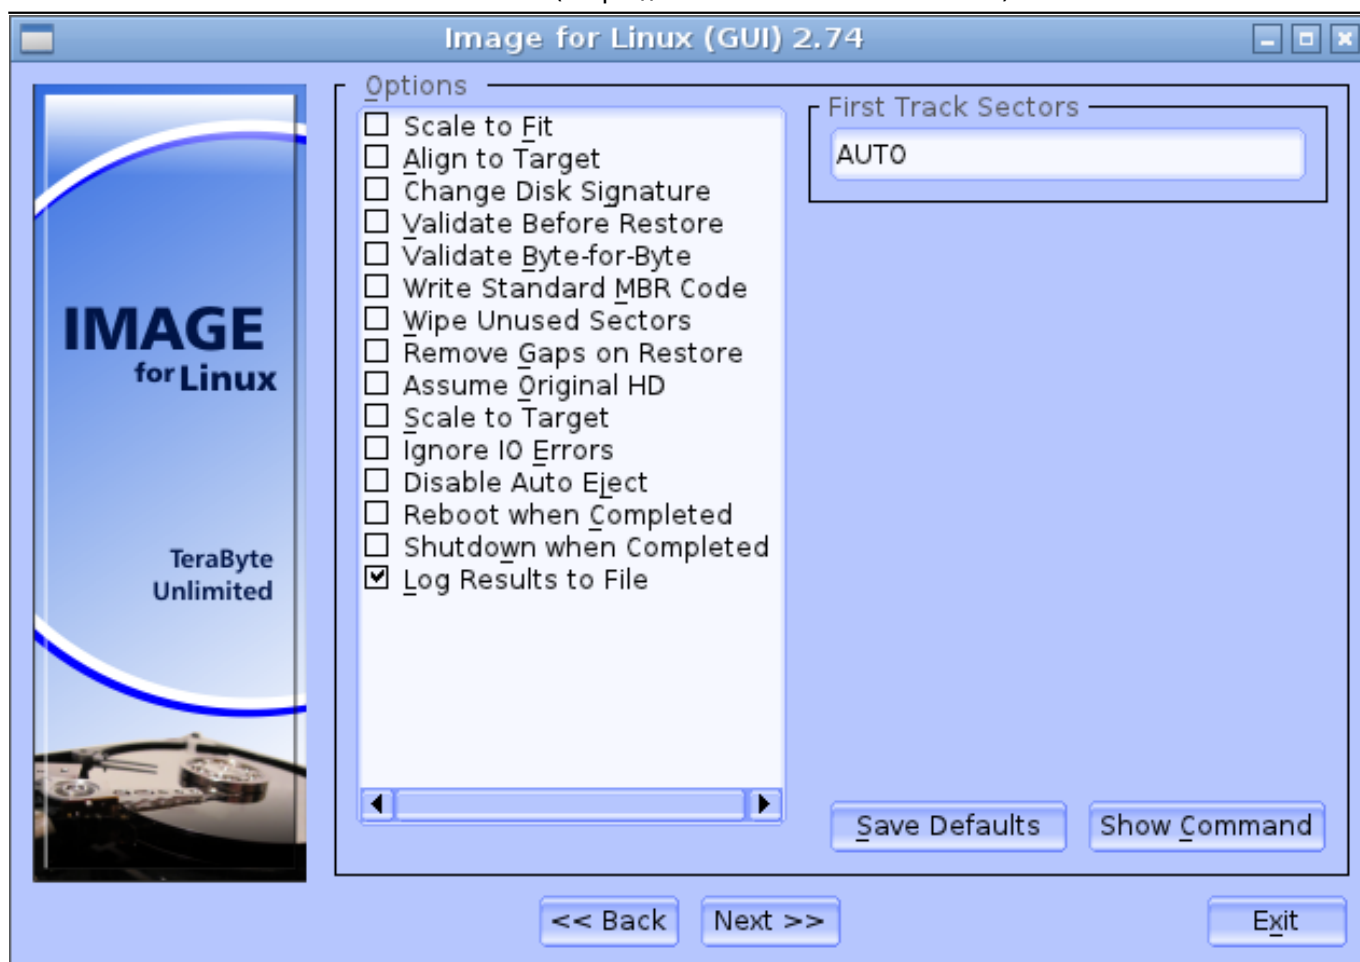 Image for Linux (GUI) 2.74
IMAGE
for Linux
TeraByte
Unlimited
Options
Scale to Fit
Align to Target
Change Disk Signature
Validate Before Restore
Validate Byte-for-Byte
Write Standard MBR Code
Wipe Unused Sectors
Remove Gaps on Restore
Assume Original HD
Scale to Target
Ignore IO Errors
Disable Auto Eject
Reboot when Completed
Shutdown when Completed
Log Results to File
First Track Sectors
AUTO
Save Defaults
Show Command
<< Back
Next >>
Exit